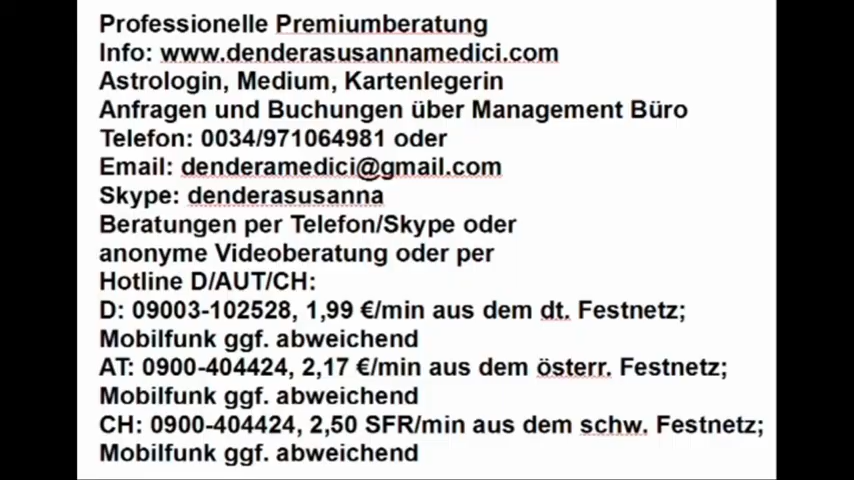 Professionelle Premiumberatung
Info: www.denderasusannamedici.com
Astrologin, Medium, Kartenlegerin
Anfragen und Buchungen über Management Büro
Telefon: 0034/971064981 oder
Email: denderamedici@gmail.com
Skype: denderasusanna
Beratungen per Telefon/Skype oder
anonyme Videoberatung oder per
Hotline D/AUT/CH:
D: 09003-102528, 1,99 €/min aus dem dt. Festnetz;
Mobilfunk ggf. abweichend
AT: 0900-404424, 2,17 €/min aus dem österr. Festnetz;
Mobilfunk ggf. abweichend
CH: 0900-404424, 2,50 SFR/min aus dem schw. Festnetz;
Mobilfunk ggf. abweichend